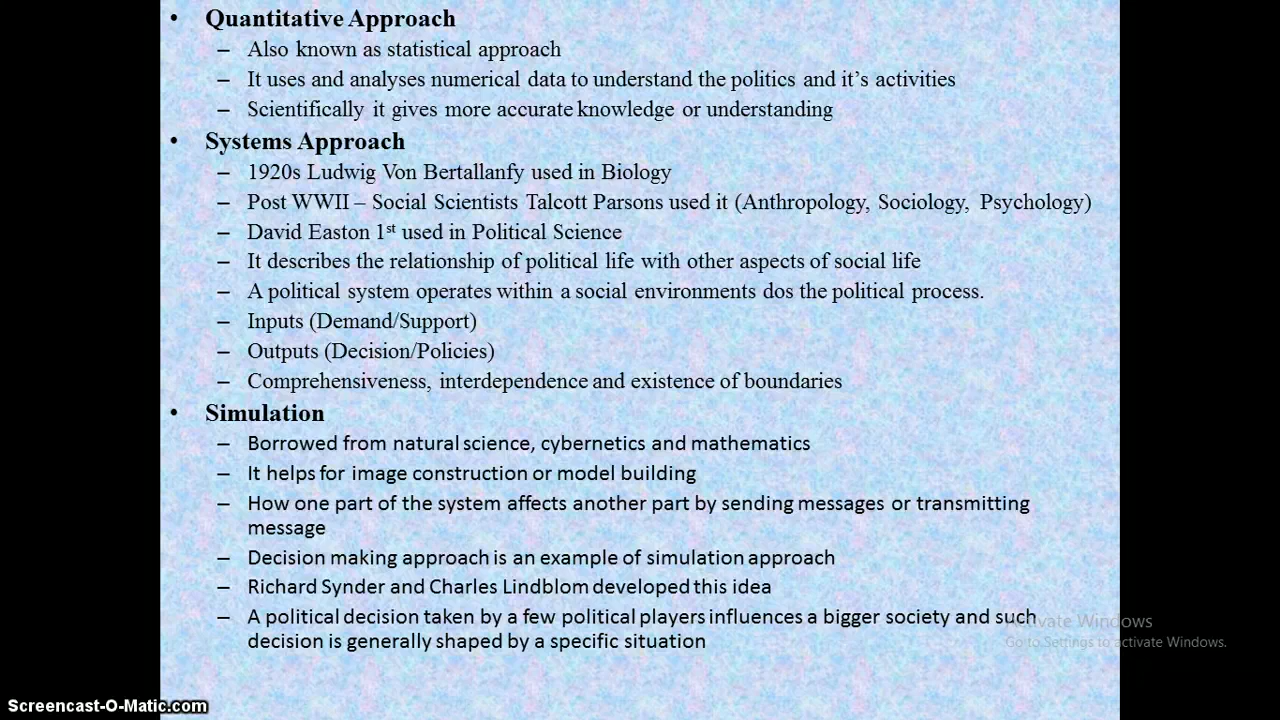 • Quantitative Approach
– Also known as statistical approach
– It uses and analyses numerical data to understand the politics and it's activities
– Scientifically it gives more accurate knowledge or understanding
• Systems Approach
– 1920s Ludwig Von Bertallanfy used in Biology
– Post WWII – Social Scientists Talcott Parsons used it (Anthropology, Sociology, Psychology)
– David Easton 1st used in Political Science
– It describes the relationship of political life with other aspects of social life
– A political system operates within a social environments dos the political process.
– Inputs (Demand/Support)
– Outputs (Decision/Policies)
– Comprehensiveness, interdependence and existence of boundaries
• Simulation
– Borrowed from natural science, cybernetics and mathematics
– It helps for image construction or model building
– How one part of the system affects another part by sending messages or transmitting
message
– Decision making approach is an example of simulation approach
– Richard Synder and Charles Lindblom developed this idea
– A political decision taken by a few political players influences a bigger society and such
decision is generally shaped by a specific situation
Activate Windows
Go to Settings to activate Windows.
Screencast-O-Matic.com